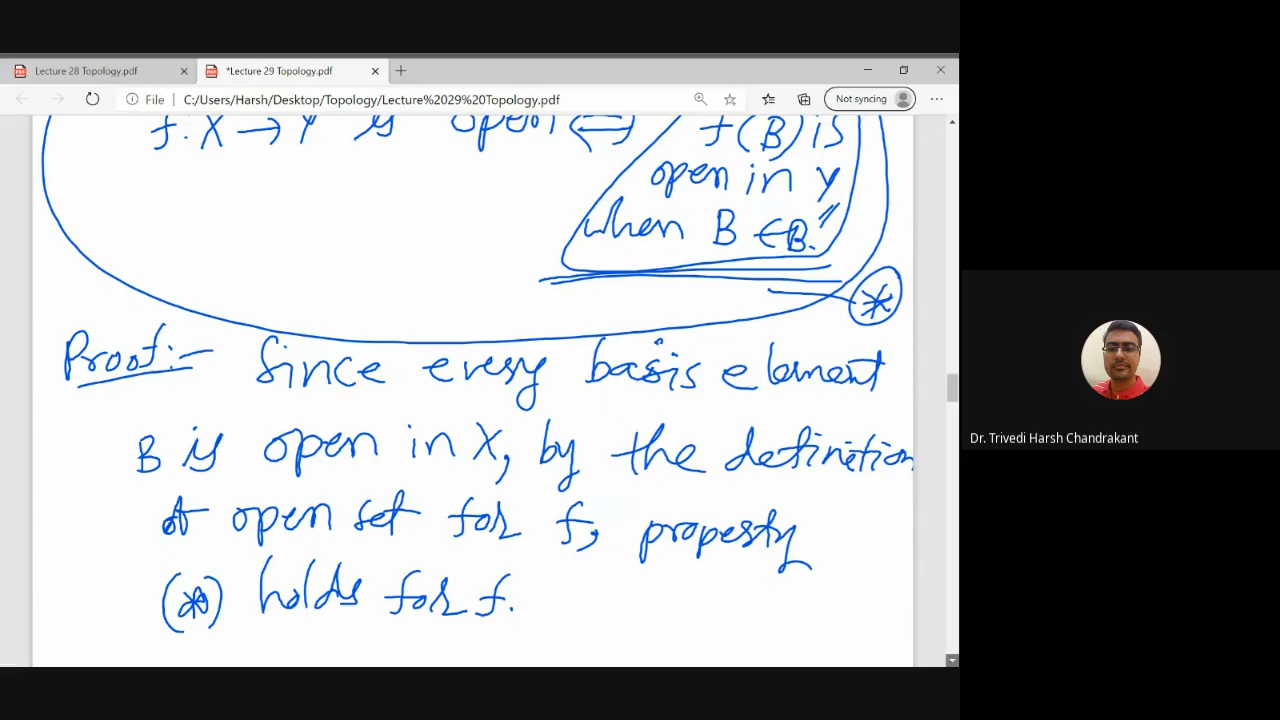 Lecture 28 Topology.pdf
*Lecture 29 Topology.pdf
File
C:/Users/Harsh/Desktop/Topology/Lecture%2029%20Topology.pdf
Not syncing
f: X → Y is open ⟺ f(B) is
open in Y
when B ∈ B."
*
Proof:- Since every basis element
B is open in X, by the definition
of open set for f, property
(*) holds for f.
Dr. Trivedi Harsh Chandrakant